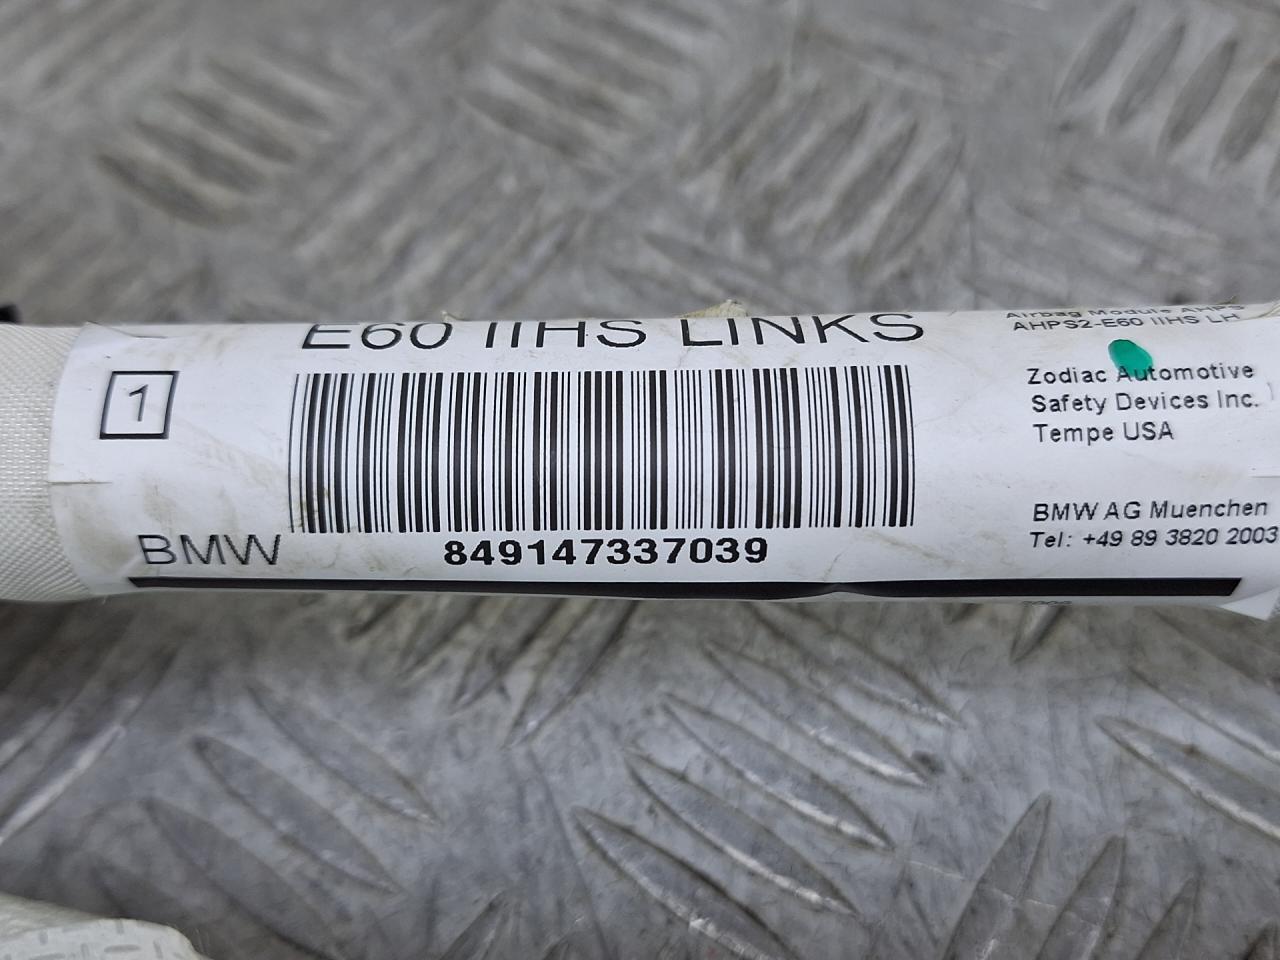 E60 IIHS LINKS
Airbag Module AHPS
AHPS2-E60 IIHS LH
1
Zodiac Automotive
Safety Devices Inc.
Tempe USA
BMW AG Muenchen
Tel: +49 89 3820 2003
BMW
849147337039